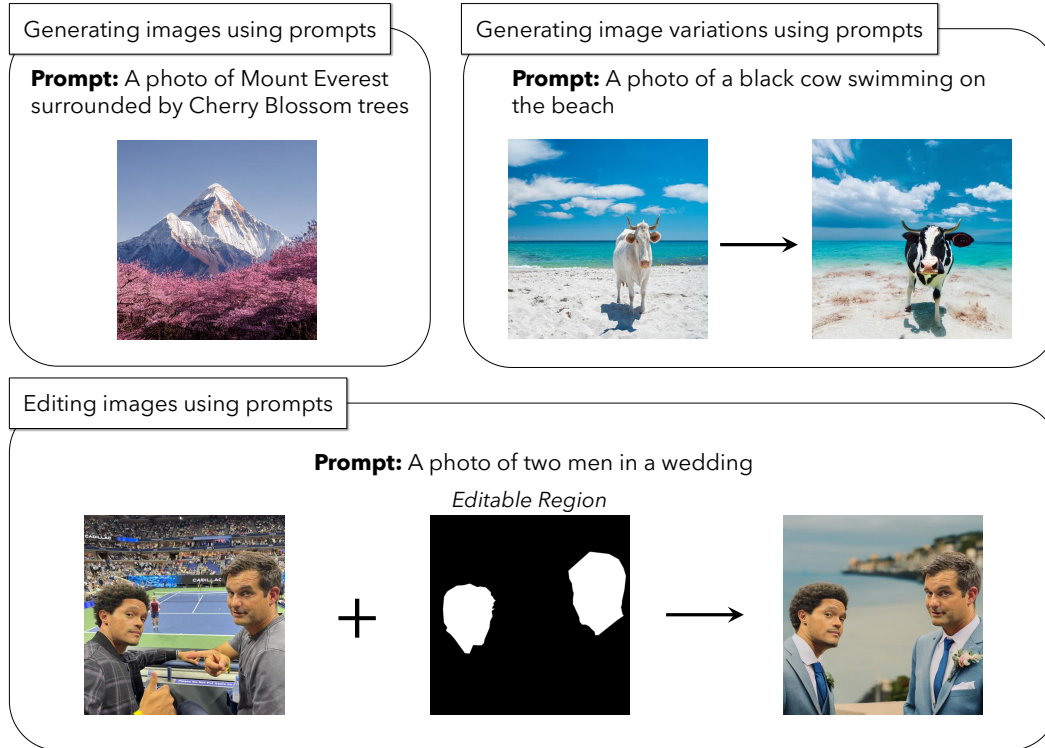 Generating images using prompts
Prompt: A photo of Mount Everest
surrounded by Cherry Blossom trees
Generating image variations using prompts
Prompt: A photo of a black cow swimming on
the beach
Editing images using prompts
Prompt: A photo of two men in a wedding
Editable Region
CADILLAC
CADILLAC
+